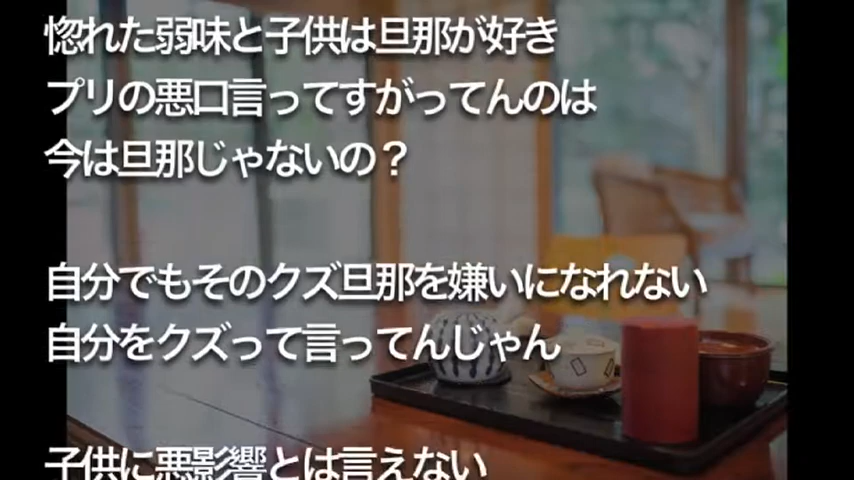 惚れた弱味と子供は旦那が好き
プリの悪口言ってすがってんのは
今は旦那じゃないの？
自分でもそのクズ旦那を嫌いになれない
自分をクズって言ってんじゃん
子供に悪影響とは言えない